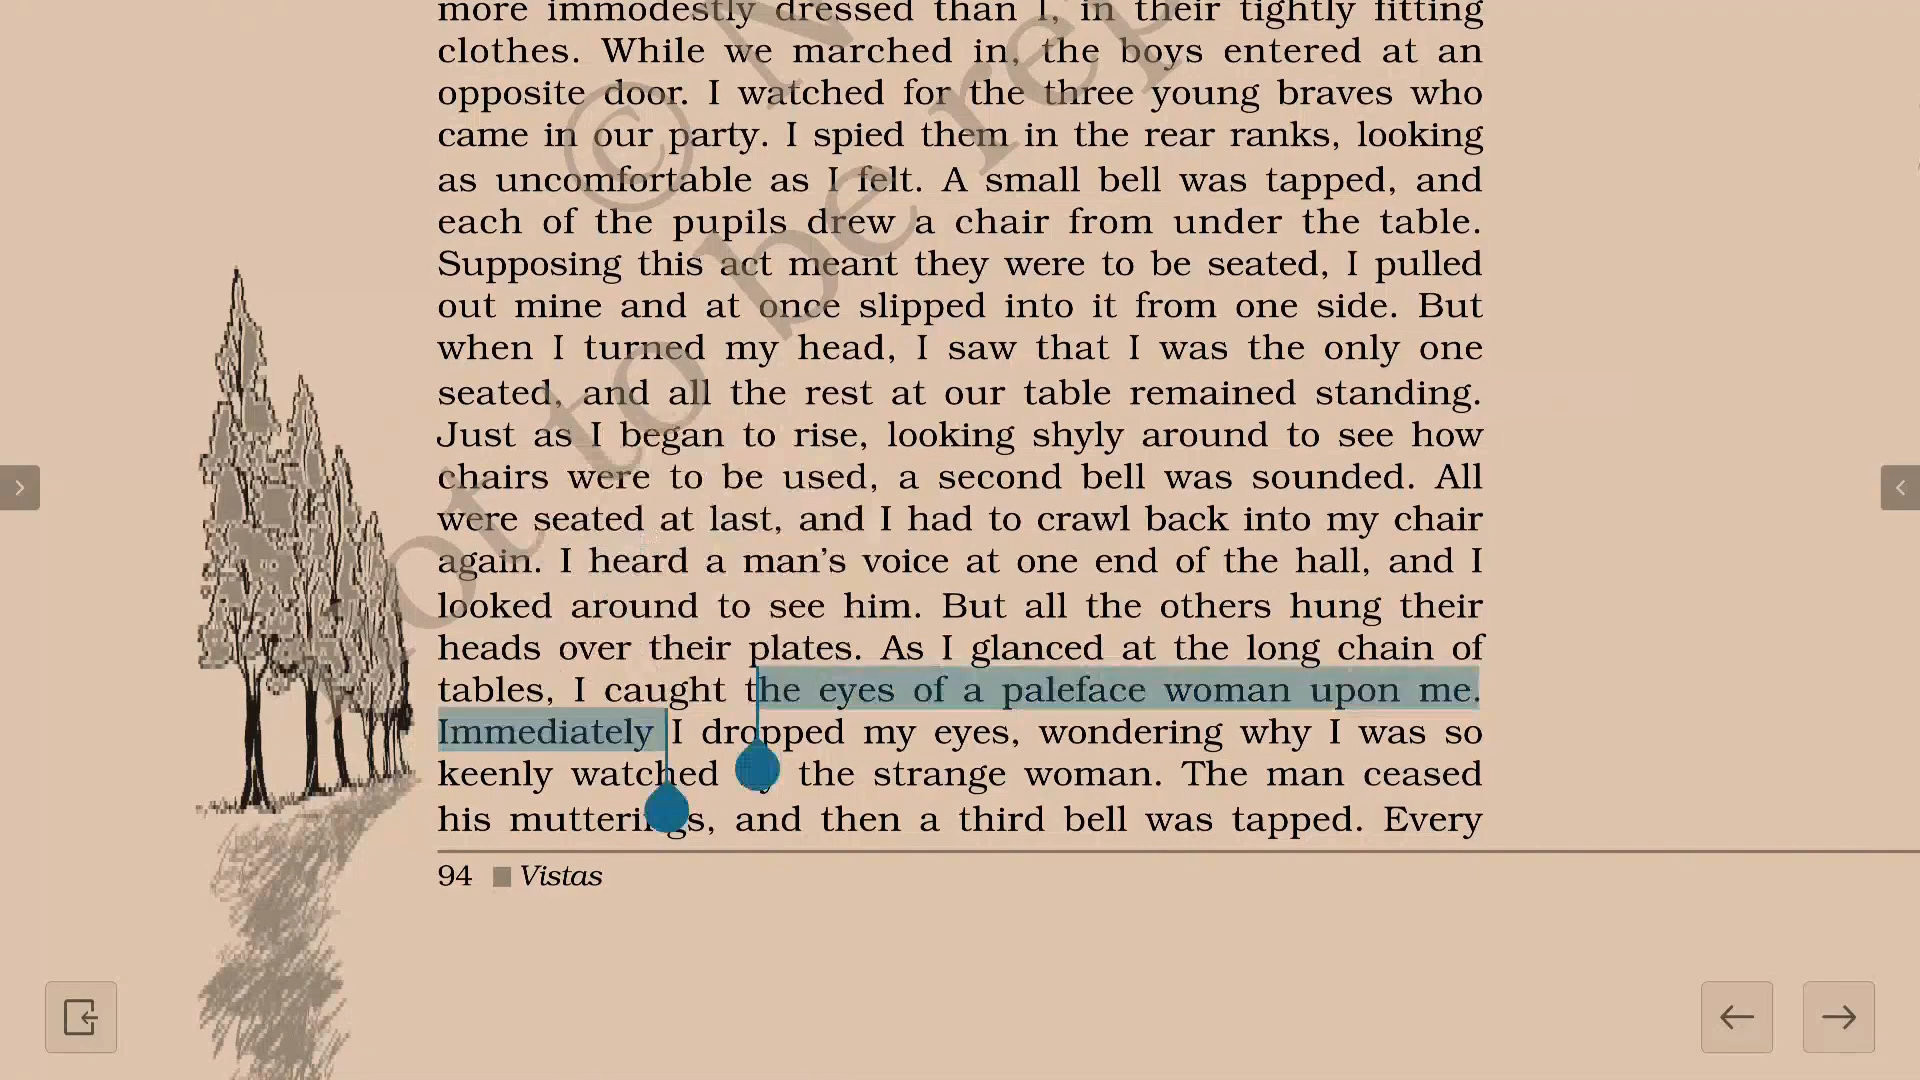 more immodestly dressed than I, in their tightly fitting
clothes. While we marched in, the boys entered at an
opposite door. I watched for the three young braves who
came in our party. I spied them in the rear ranks, looking
as uncomfortable as I felt. A small bell was tapped, and
each of the pupils drew a chair from under the table.
Supposing this act meant they were to be seated, I pulled
out mine and at once slipped into it from one side. But
when I turned my head, I saw that I was the only one
seated, and all the rest at our table remained standing.
Just as I began to rise, looking shyly around to see how
chairs were to be used, a second bell was sounded. All
were seated at last, and I had to crawl back into my chair
again. I heard a man’s voice at one end of the hall, and I
looked around to see him. But all the others hung their
heads over their plates. As I glanced at the long chain of
tables, I caught the eyes of a paleface woman upon me.
Immediately I dropped my eyes, wondering why I was so
keenly watched the strange woman. The man ceased
his mutterings, and then a third bell was tapped. Every
94 Vistas
© N
not to be rep